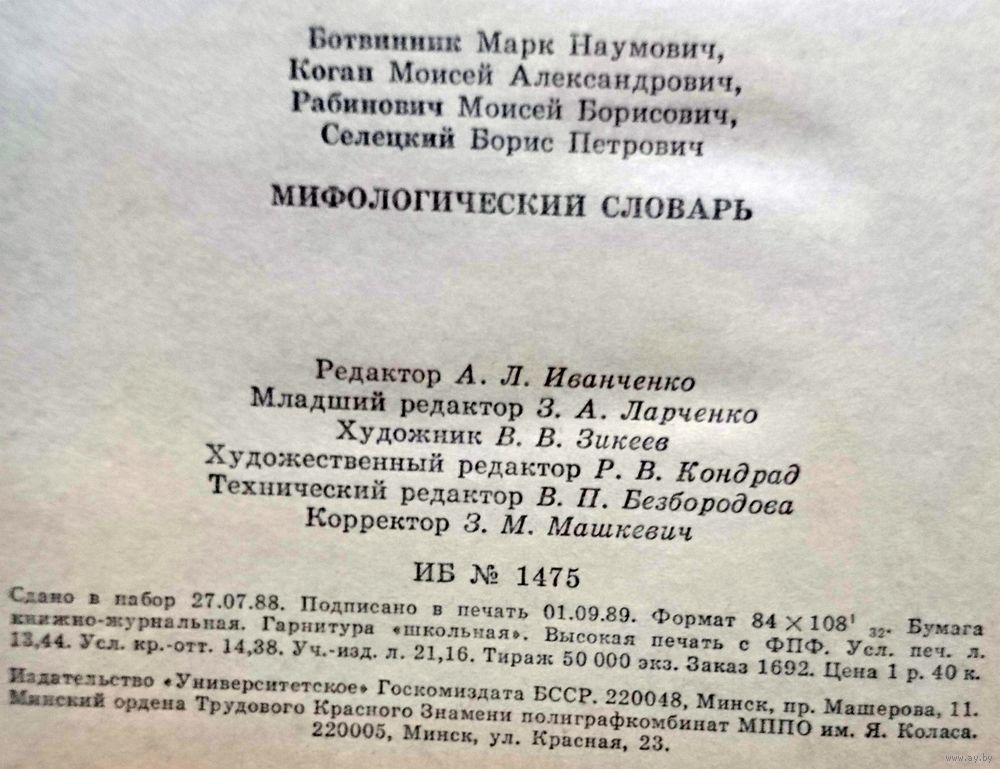 Ботвинник Марк Наумович,
Коган Моисей Александрович,
Рабинович Моисей Борисович,
Селецкий Борис Петрович
МИФОЛОГИЧЕСКИЙ СЛОВАРЬ
Редактор А. Л. Иванченко
Младший редактор З. А. Ларченко
Художник В. В. Зикеев
Художественный редактор Р. В. Кондрад
Технический редактор В. П. Безбородова
Корректор З. М. Машкевич
ИБ № 1475
Сдано в набор 27.07.88. Подписано в печать 01.09.89. Формат 84 × 108¹ ₃₂. Бумага
книжно-журнальная. Гарнитура «школьная». Высокая печать с ФПФ. Усл. печ. л.
13,44. Усл. кр.-отт. 14,38. Уч.-изд. л. 21,16. Тираж 50 000 экз. Заказ 1692. Цена 1 р. 40 к.
Издательство «Университетское» Госкомиздата БССР. 220048, Минск, пр. Машерова, 11.
Минский ордена Трудового Красного Знамени полиграфкомбинат МППО им. Я. Коласа.
220005, Минск, ул. Красная, 23.
www.ay.by